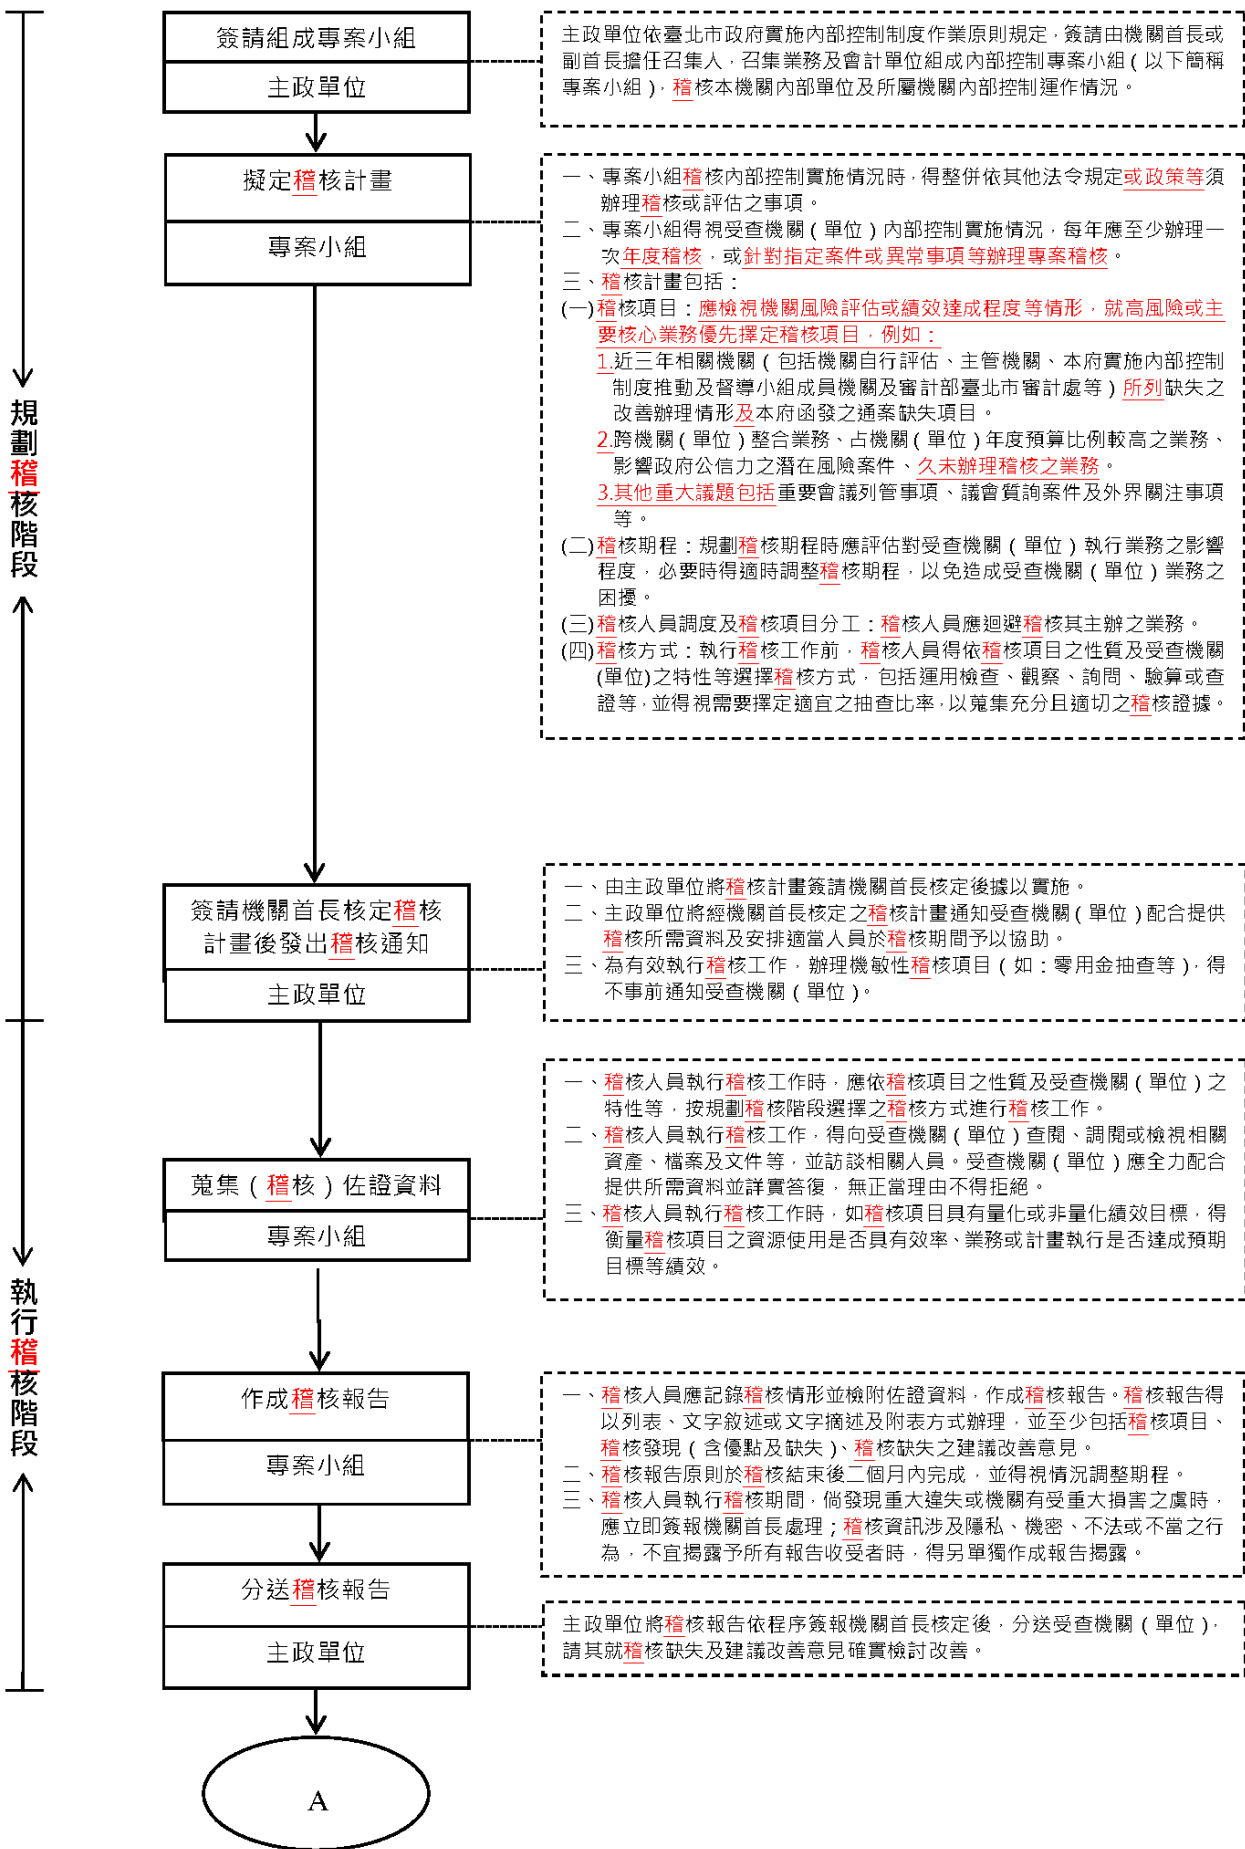 簽請組成專案小組
主政單位
主政單位依臺北市政府實施內部控制制度作業原則規定，簽請由機關首長或
副首長擔任召集人，召集業務及會計單位組成內部控制專案小組（以下簡稱
專案小組），稽核本機關內部單位及所屬機關內部控制運作情況。
規劃稽核階段
擬定稽核計畫
專案小組
一、專案小組稽核內部控制實施情況時，得整併依其他法令規定或政策等須
辦理稽核或評估之事項。
二、專案小組得視受查機關（單位）內部控制實施情況，每年應至少辦理一
次年度稽核，或針對指定案件或異常事項等辦理專案稽核。
三、稽核計畫包括：
(一)稽核項目：應檢視機關風險評估或績效達成程度等情形，就高風險或主
要核心業務優先擇定稽核項目，例如：
1.近三年相關機關（包括機關自行評估、主管機關、本府實施內部控制
制度推動及督導小組成員機關及審計部臺北市審計處等）所列缺失之
改善辦理情形及本府函發之通案缺失項目。
2.跨機關（單位）整合業務、占機關（單位）年度預算比例較高之業務、
影響政府公信力之潛在風險案件、久未辦理稽核之業務。
3.其他重大議題包括重要會議列管事項、議會質詢案件及外界關注事項
等。
(二)稽核期程：規劃稽核期程時應評估對受查機關（單位）執行業務之影響
程度，必要時得適時調整稽核期程，以免造成受查機關（單位）業務之
困擾。
(三)稽核人員調度及稽核項目分工：稽核人員應迴避稽核其主辦之業務。
(四)稽核方式：執行稽核工作前，稽核人員得依稽核項目之性質及受查機關
(單位)之特性等選擇稽核方式，包括運用檢查、觀察、詢問、驗算或查
證等，並得視需要擇定適宜之抽查比率，以蒐集充分且適切之稽核證據。
簽請機關首長核定稽核
計畫後發出稽核通知
主政單位
一、由主政單位將稽核計畫簽請機關首長核定後據以實施。
二、主政單位將經機關首長核定之稽核計畫通知受查機關（單位）配合提供
稽核所需資料及安排適當人員於稽核期間予以協助。
三、為有效執行稽核工作，辦理機敏性稽核項目（如：零用金抽查等），得
不事前通知受查機關（單位）。
執行稽核階段
蒐集（稽核）佐證資料
專案小組
一、稽核人員執行稽核工作時，應依稽核項目之性質及受查機關（單位）之
特性等，按規劃稽核階段選擇之稽核方式進行稽核工作。
二、稽核人員執行稽核工作，得向受查機關（單位）查閱、調閱或檢視相關
資產、檔案及文件等，並訪談相關人員。受查機關（單位）應全力配合
提供所需資料並詳實答復，無正當理由不得拒絕。
三、稽核人員執行稽核工作時，如稽核項目具有量化或非量化績效目標，得
衡量稽核項目之資源使用是否具有效率、業務或計畫執行是否達成預期
目標等績效。
作成稽核報告
專案小組
一、稽核人員應記錄稽核情形並檢附佐證資料，作成稽核報告。稽核報告得
以列表、文字敘述或文字摘述及附表方式辦理，並至少包括稽核項目、
稽核發現（含優點及缺失）、稽核缺失之建議改善意見。
二、稽核報告原則於稽核結束後二個月內完成，並得視情況調整期程。
三、稽核人員執行稽核期間，倘發現重大違失或機關有受重大損害之虞時，
應立即簽報機關首長處理；稽核資訊涉及隱私、機密、不法或不當之行
為，不宜揭露予所有報告收受者時，得另單獨作成報告揭露。
分送稽核報告
主政單位
主政單位將稽核報告依程序簽報機關首長核定後，分送受查機關（單位），
請其就稽核缺失及建議改善意見確實檢討改善。
A